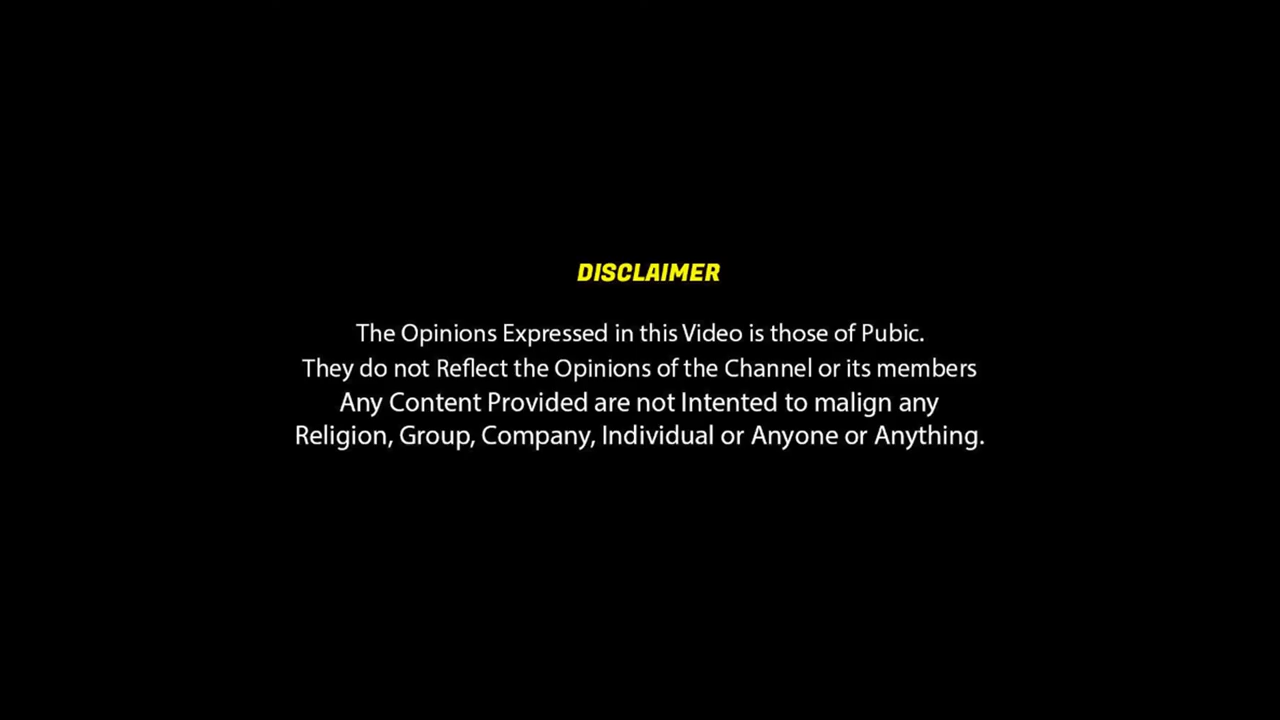 DISCLAIMER
The Opinions Expressed in this Video is those of Pubic.
They do not Reflect the Opinions of the Channel or its members
Any Content Provided are not Intented to malign any
Religion, Group, Company, Individual or Anyone or Anything.